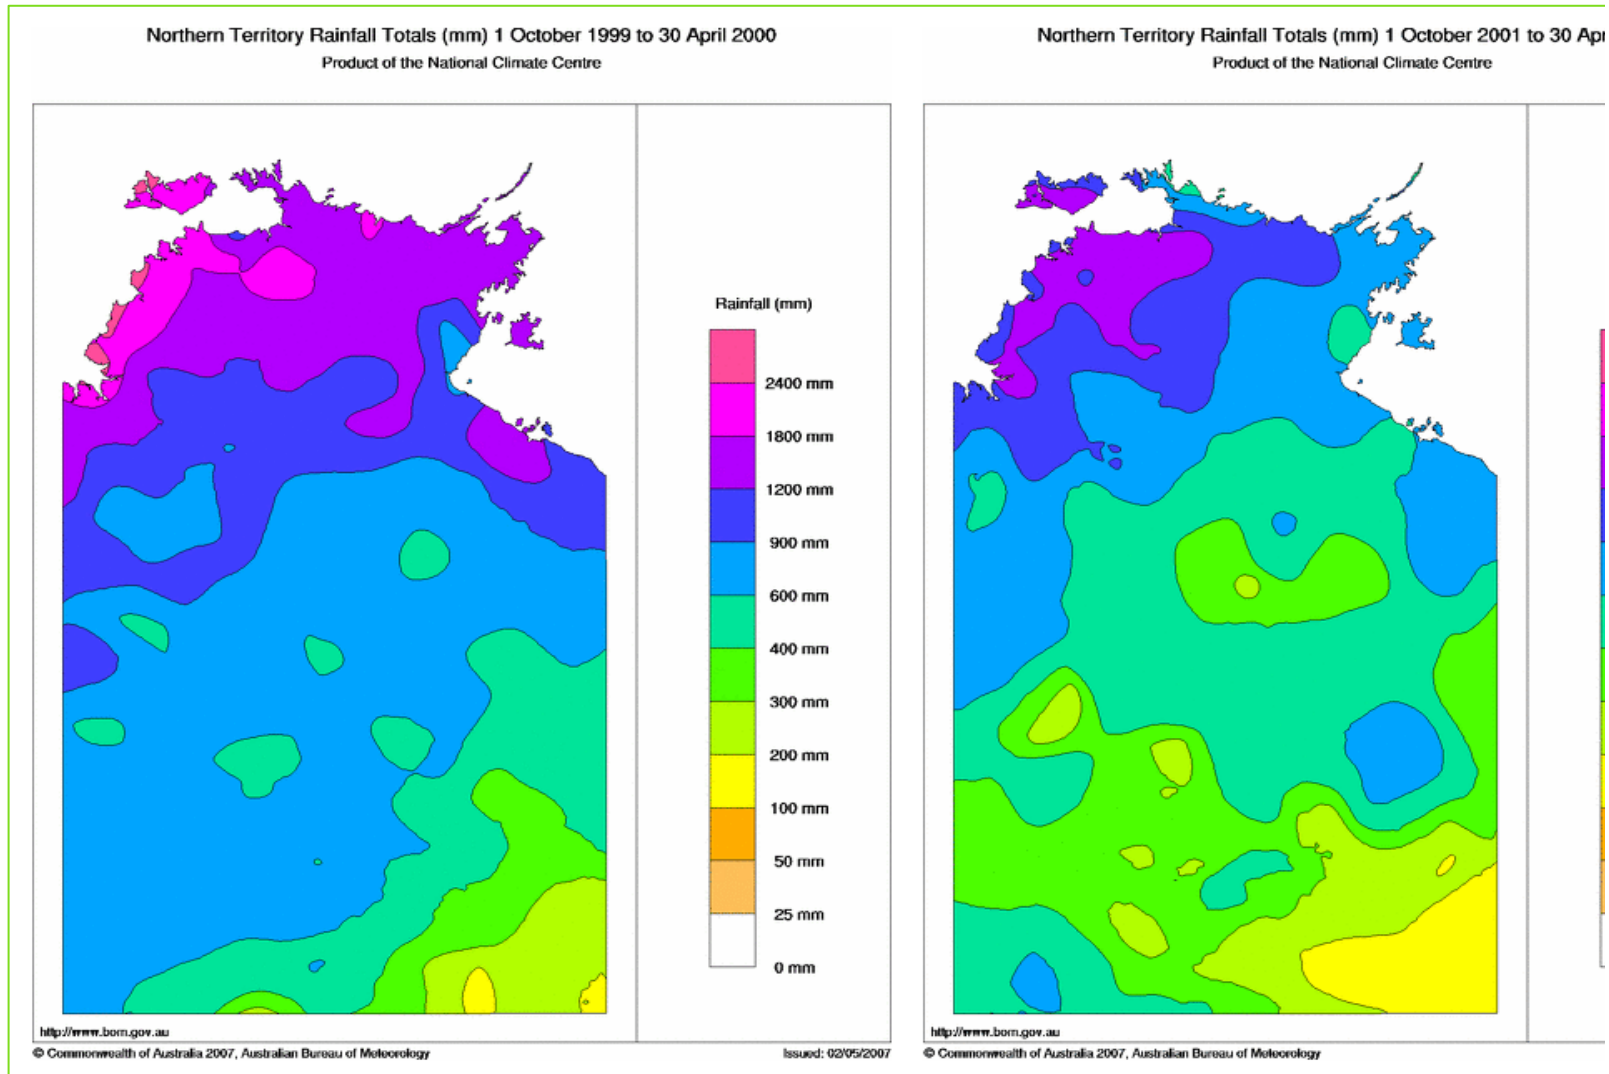 Northern Territory Rainfall Totals (mm) 1 October 1999 to 30 April 2000
Product of the National Climate Centre
Rainfall (mm)
2400 mm
1800 mm
1200 mm
900 mm
600 mm
400 mm
300 mm
200 mm
100 mm
50 mm
25 mm
0 mm
http://www.bom.gov.au
© Commonwealth of Australia 2007, Australian Bureau of Meteorology
Issued: 02/05/2007
Northern Territory Rainfall Totals (mm) 1 October 2001 to 30 Apr
Product of the National Climate Centre
http://www.bom.gov.au
© Commonwealth of Australia 2007, Australian Bureau of Meteorology